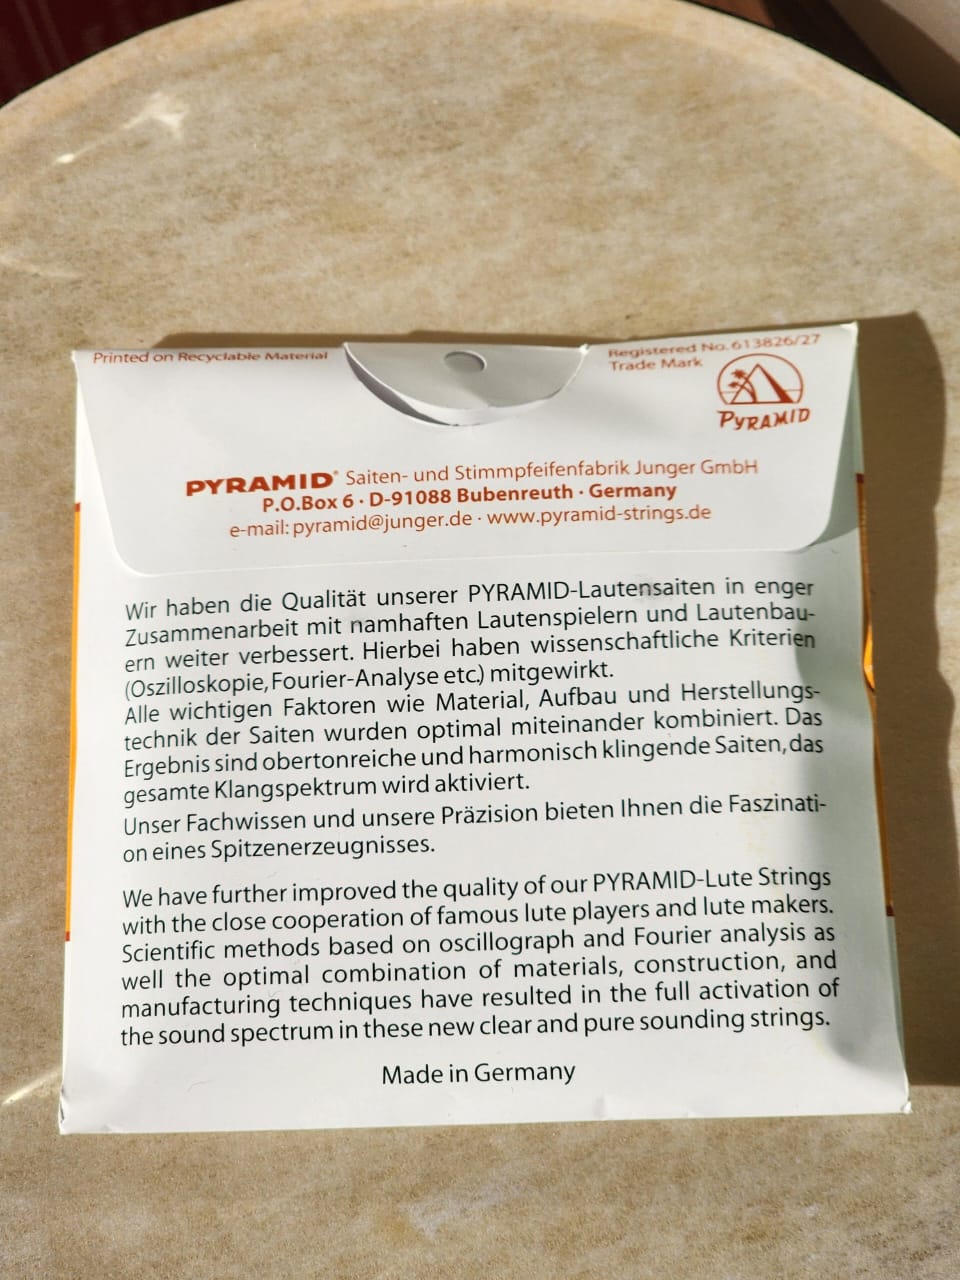 Printed on Recyclable Material
Registered No. 613826/27
Trade Mark
PYRAMID
PYRAMID® Saiten- und Stimmpfeifenfabrik Junger GmbH
P.O.Box 6 · D-91088 Bubenreuth · Germany
e-mail: pyramid@junger.de · www.pyramid-strings.de
Wir haben die Qualität unserer PYRAMID-Lautensaiten in enger
Zusammenarbeit mit namhaften Lautenspielern und Lautenbau-
ern weiter verbessert. Hierbei haben wissenschaftliche Kriterien
(Oszilloskopie, Fourier-Analyse etc.) mitgewirkt.
Alle wichtigen Faktoren wie Material, Aufbau und Herstellungs-
technik der Saiten wurden optimal miteinander kombiniert. Das
Ergebnis sind obertonreiche und harmonisch klingende Saiten, das
gesamte Klangspektrum wird aktiviert.
Unser Fachwissen und unsere Präzision bieten Ihnen die Faszinati-
on eines Spitzenerzeugnisses.
We have further improved the quality of our PYRAMID-Lute Strings
with the close cooperation of famous lute players and lute makers.
Scientific methods based on oscillograph and Fourier analysis as
well the optimal combination of materials, construction, and
manufacturing techniques have resulted in the full activation of
the sound spectrum in these new clear and pure sounding strings.
Made in Germany